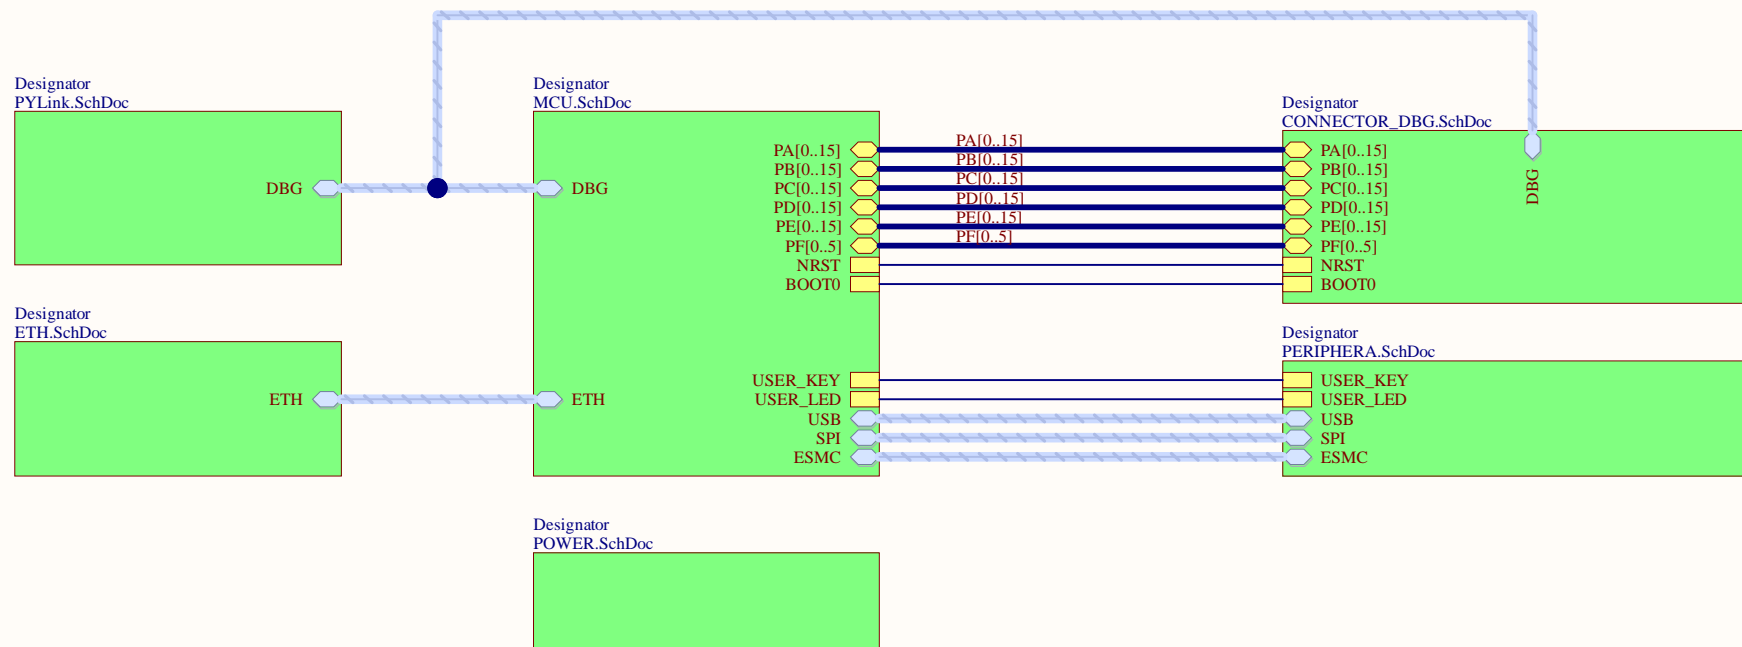 Designator
PYLink.SchDoc
DBG
Designator
ETH.SchDoc
ETH
Designator
MCU.SchDoc
DBG
ETH
PA[0..15]
PB[0..15]
PC[0..15]
PD[0..15]
PE[0..15]
PF[0..5]
NRST
BOOT0
USER_KEY
USER_LED
USB
SPI
ESMC
PA[0..15]
PB[0..15]
PC[0..15]
PD[0..15]
PE[0..15]
PF[0..5]
Designator
CONNECTOR_DBG.SchDoc
PA[0..15]
PB[0..15]
PC[0..15]
PD[0..15]
PE[0..15]
PF[0..5]
NRST
BOOT0
DBG
Designator
PERIPHERA.SchDoc
USER_KEY
USER_LED
USB
SPI
ESMC
Designator
POWER.SchDoc